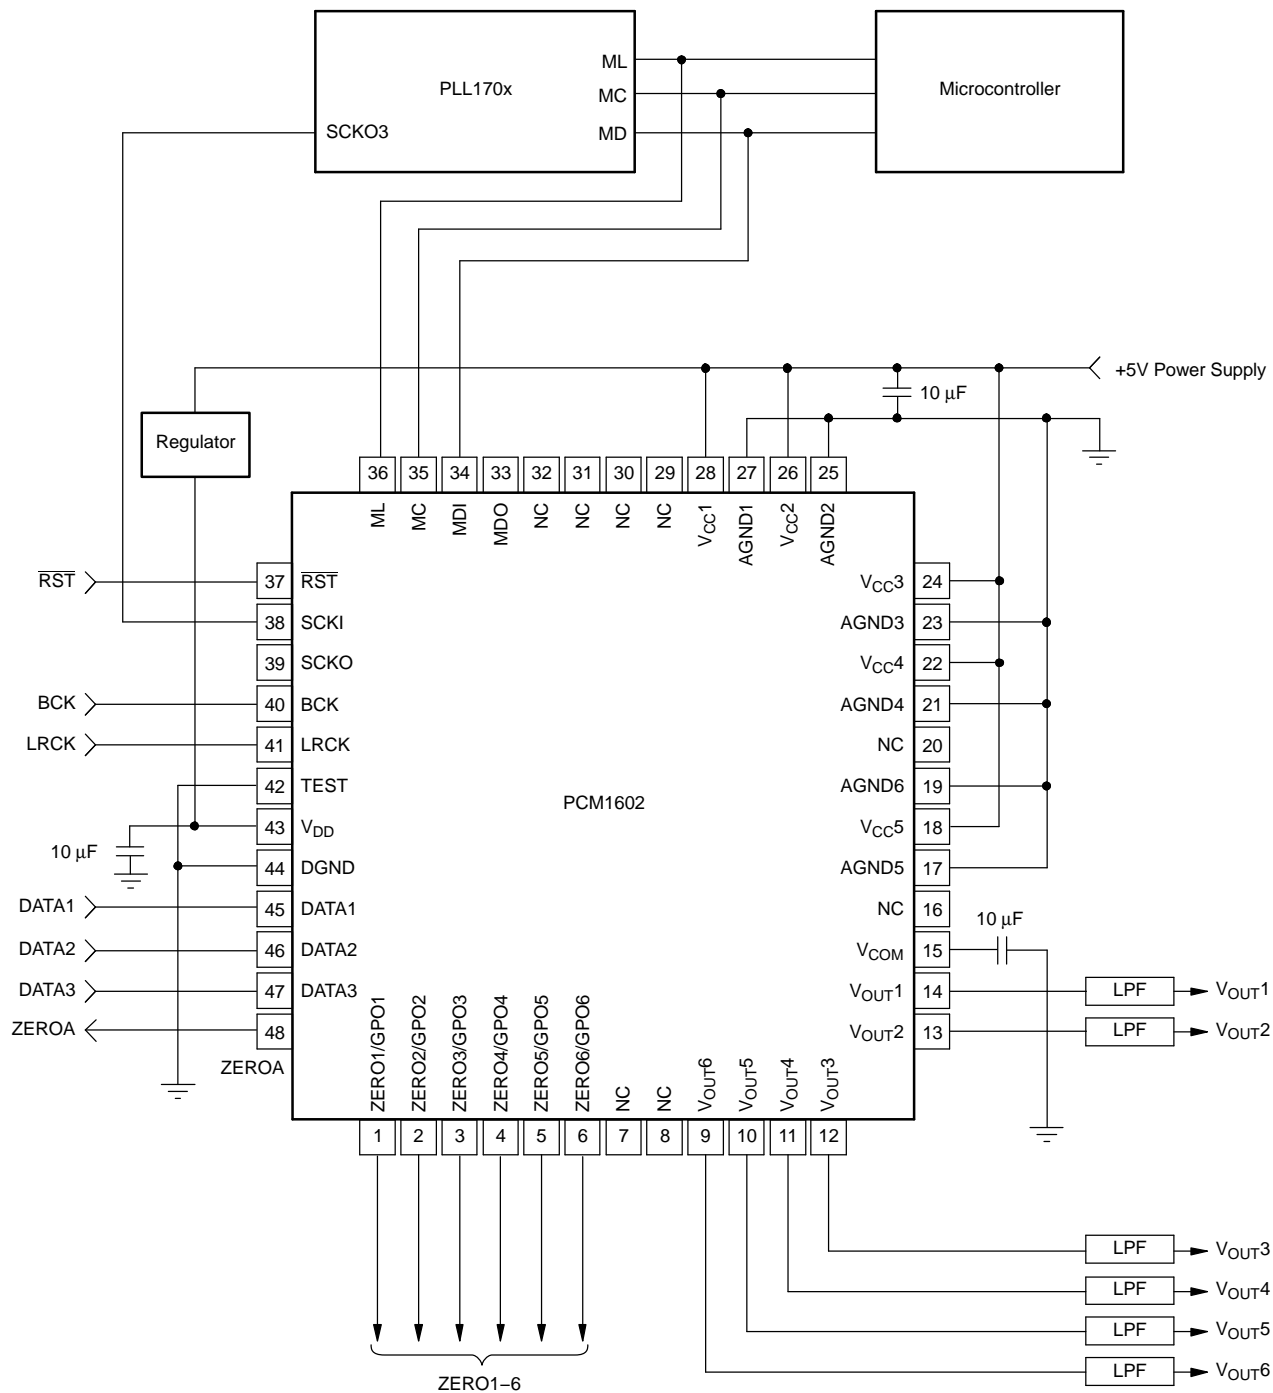 ML
PLL170x
MC
Microcontroller
SCKO3
MD
+5V Power Supply
10 μF
Regulator
36 35 34 33 32 31 30 29 28 27 26 25
ML MC MDI MDO NC NC NC NC VCC1 AGND1 VCC2 AGND2
RST 37 RST
38 SCKI
39 SCKO
BCK 40 BCK
LRCK 41 LRCK
42 TEST
43 VDD
10 μF
44 DGND
DATA1 45 DATA1
DATA2 46 DATA2
DATA3 47 DATA3
ZEROA 48
ZEROA
PCM1602
VCC3 24
AGND3 23
VCC4 22
AGND4 21
NC 20
AGND6 19
VCC5 18
AGND5 17
NC 16
10 μF
VCOM 15
VOUT1 14 LPF VOUT1
VOUT2 13 LPF VOUT2
ZERO1/GPO1 ZERO2/GPO2 ZERO3/GPO3 ZERO4/GPO4 ZERO5/GPO5 ZERO6/GPO6 NC NC VOUT6 VOUT5 VOUT4 VOUT3
1 2 3 4 5 6 7 8 9 10 11 12
LPF VOUT3
LPF VOUT4
LPF VOUT5
LPF VOUT6
ZERO1–6